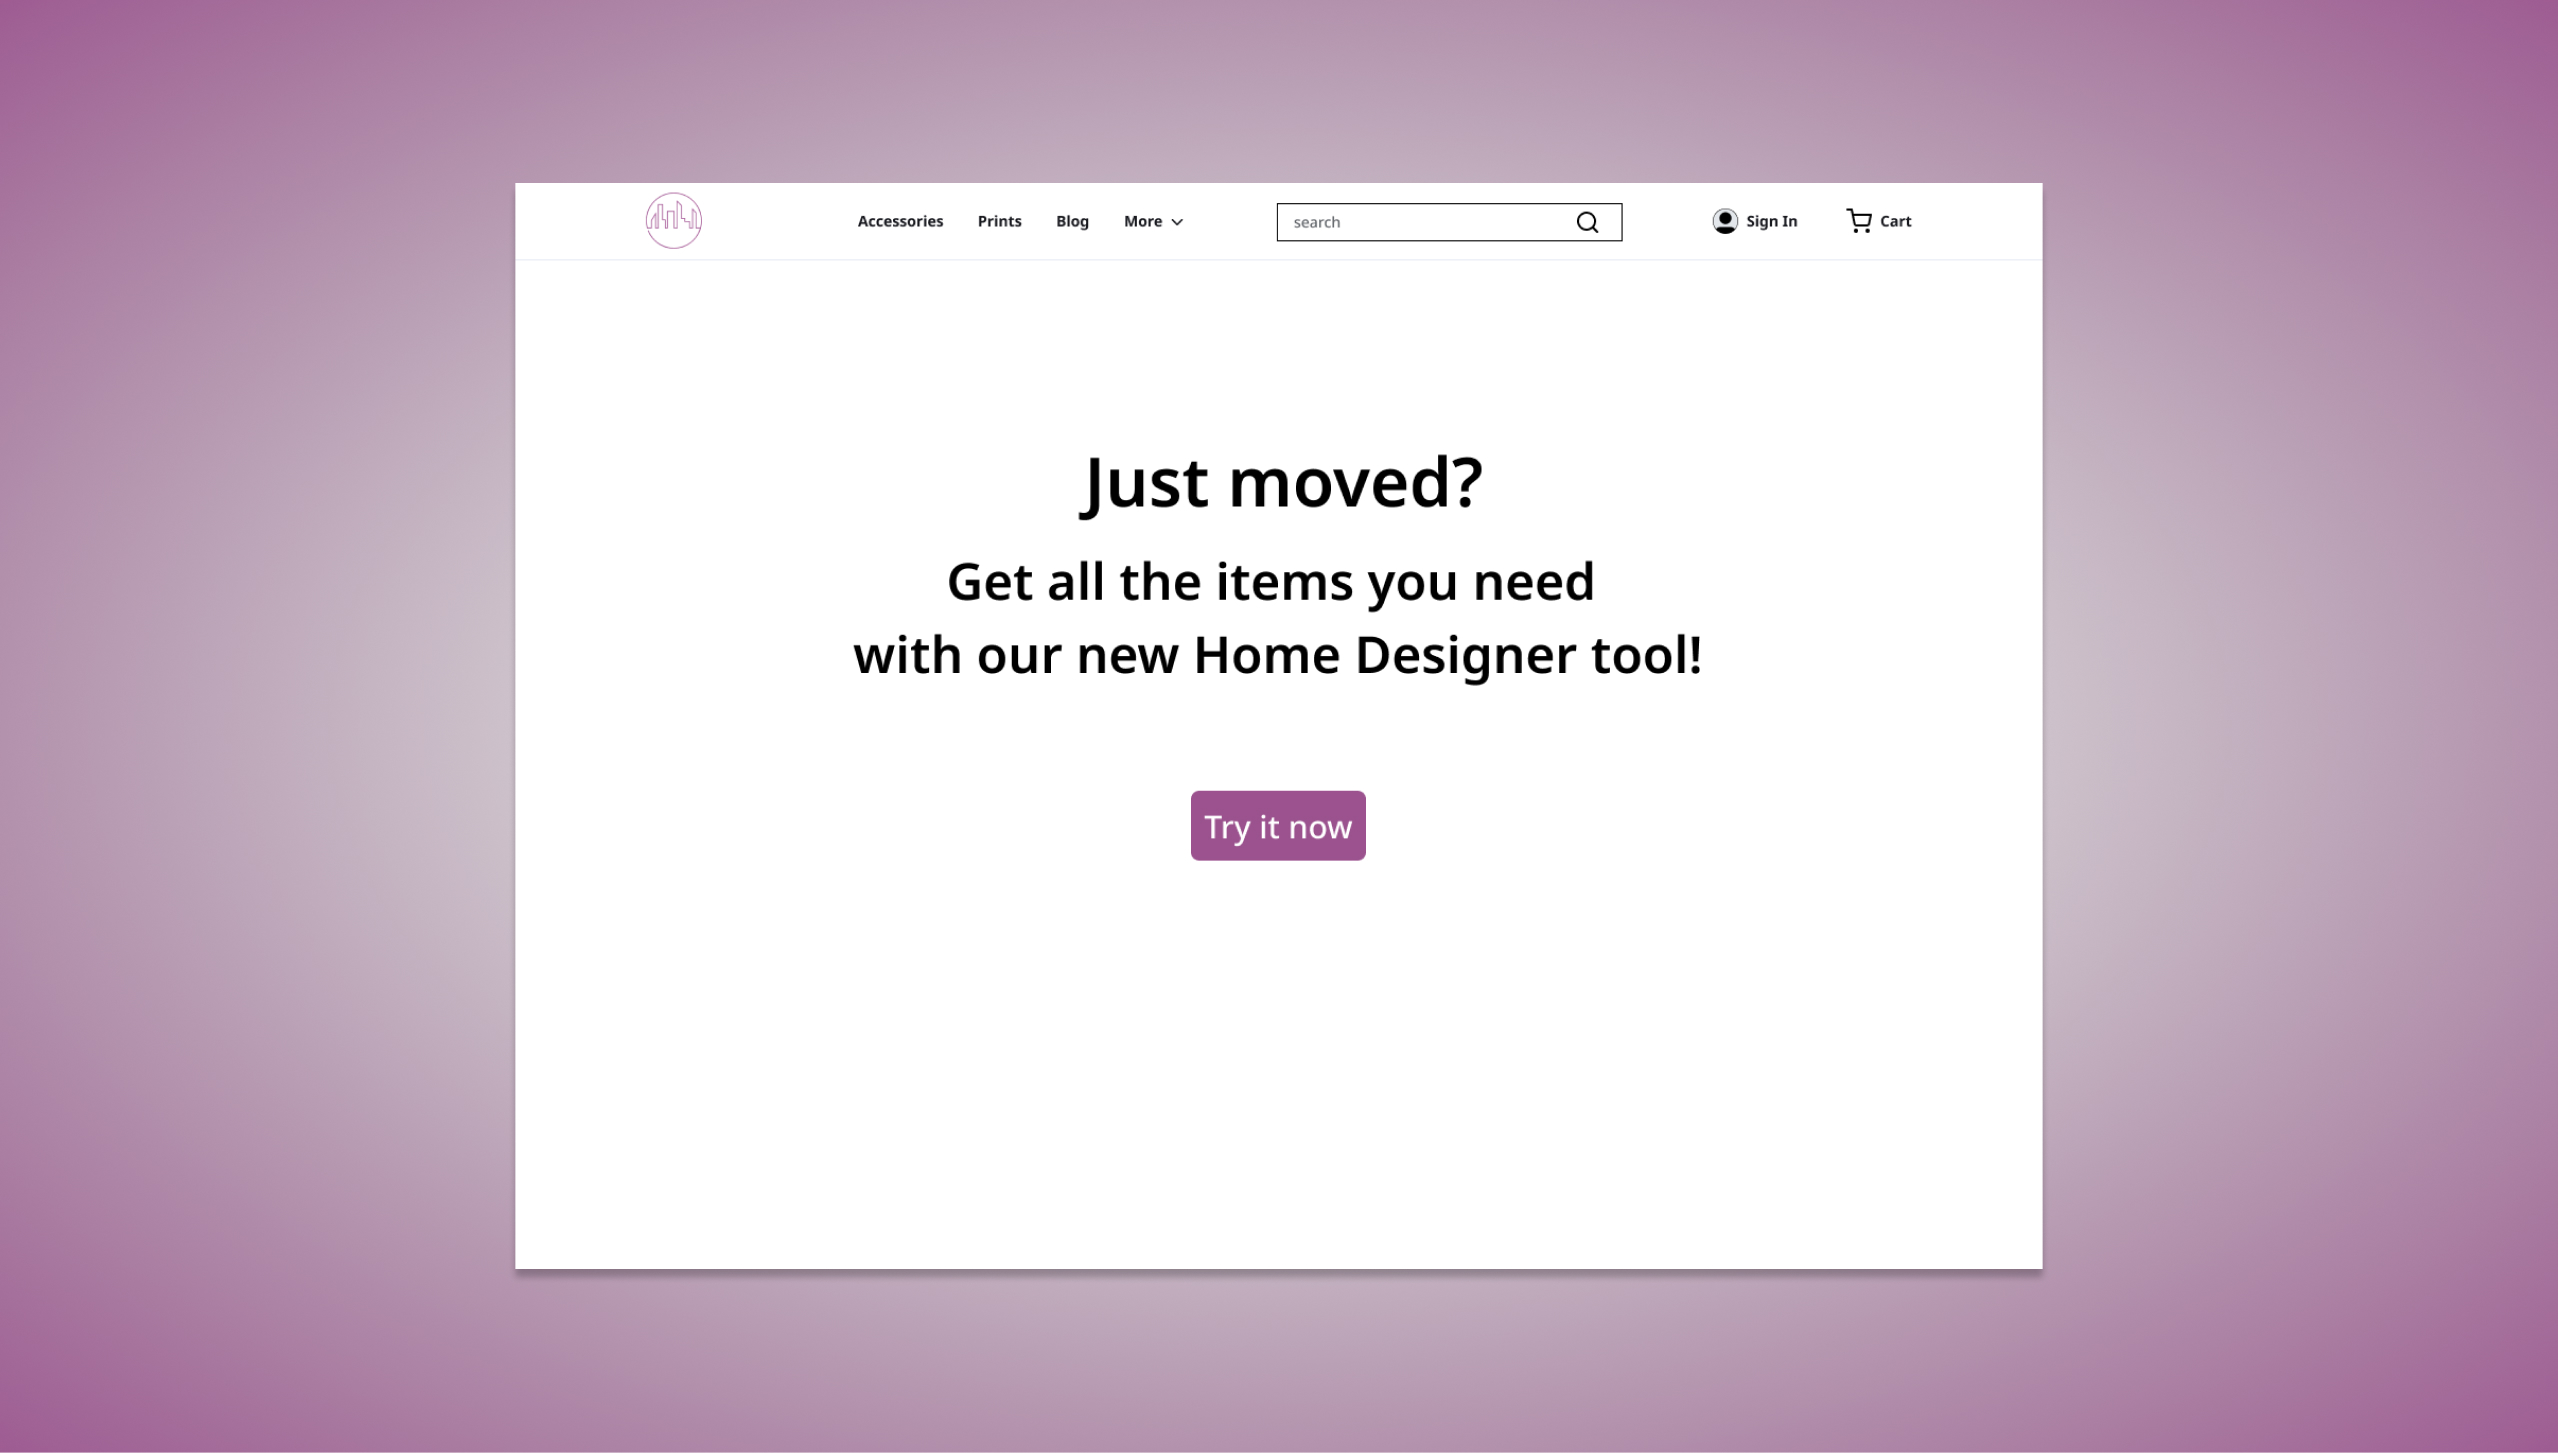 Accessories Prints Blog More search Sign In Cart
Just moved?
Get all the items you need
with our new Home Designer tool!
Try it now